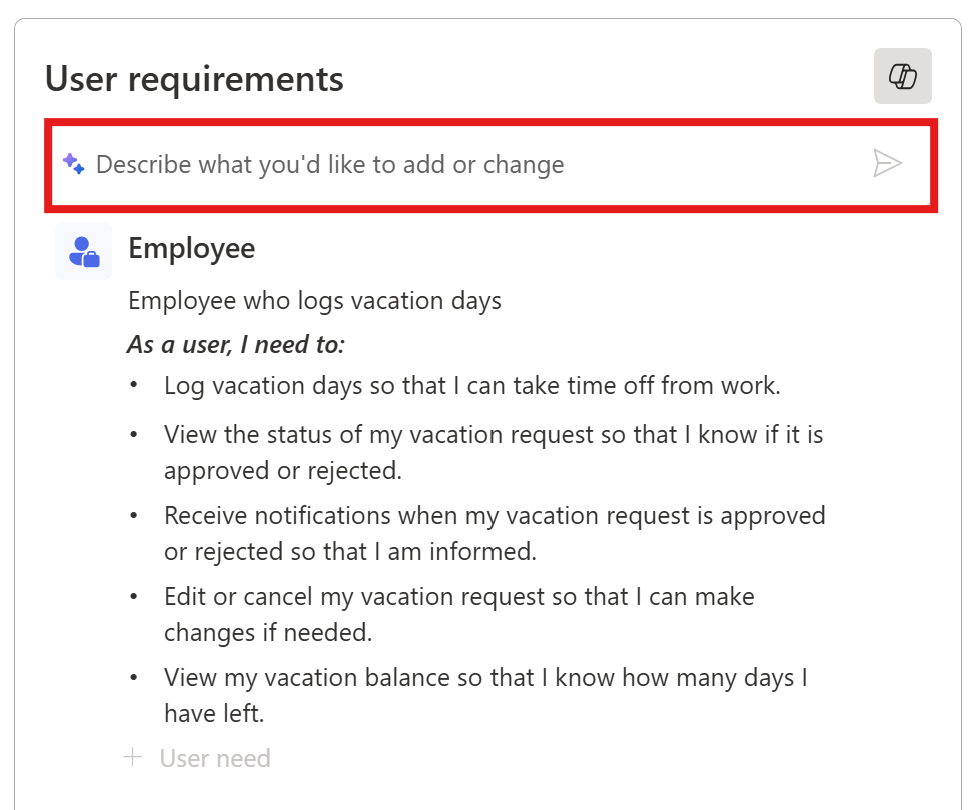 User requirements
Describe what you'd like to add or change
Employee
Employee who logs vacation days
As a user, I need to:
• Log vacation days so that I can take time off from work.
• View the status of my vacation request so that I know if it is
approved or rejected.
• Receive notifications when my vacation request is approved
or rejected so that I am informed.
• Edit or cancel my vacation request so that I can make
changes if needed.
• View my vacation balance so that I know how many days I
have left.
+ User need